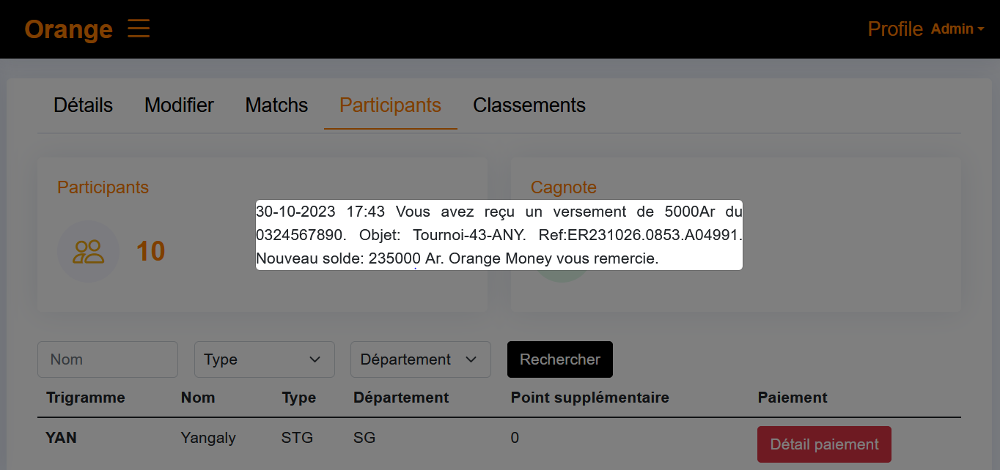 Orange
Profile Admin
Détails Modifier Matchs Participants Classements
Participants
Cagnote
10
30-10-2023 17:43 Vous avez reçu un versement de 5000Ar du
0324567890. Objet: Tournoi-43-ANY. Ref:ER231026.0853.A04991.
Nouveau solde: 235000 Ar. Orange Money vous remercie.
Nom Type Département Rechercher
Trigramme Nom Type Département Point supplémentaire Paiement
YAN Yangaly STG SG 0 Détail paiement